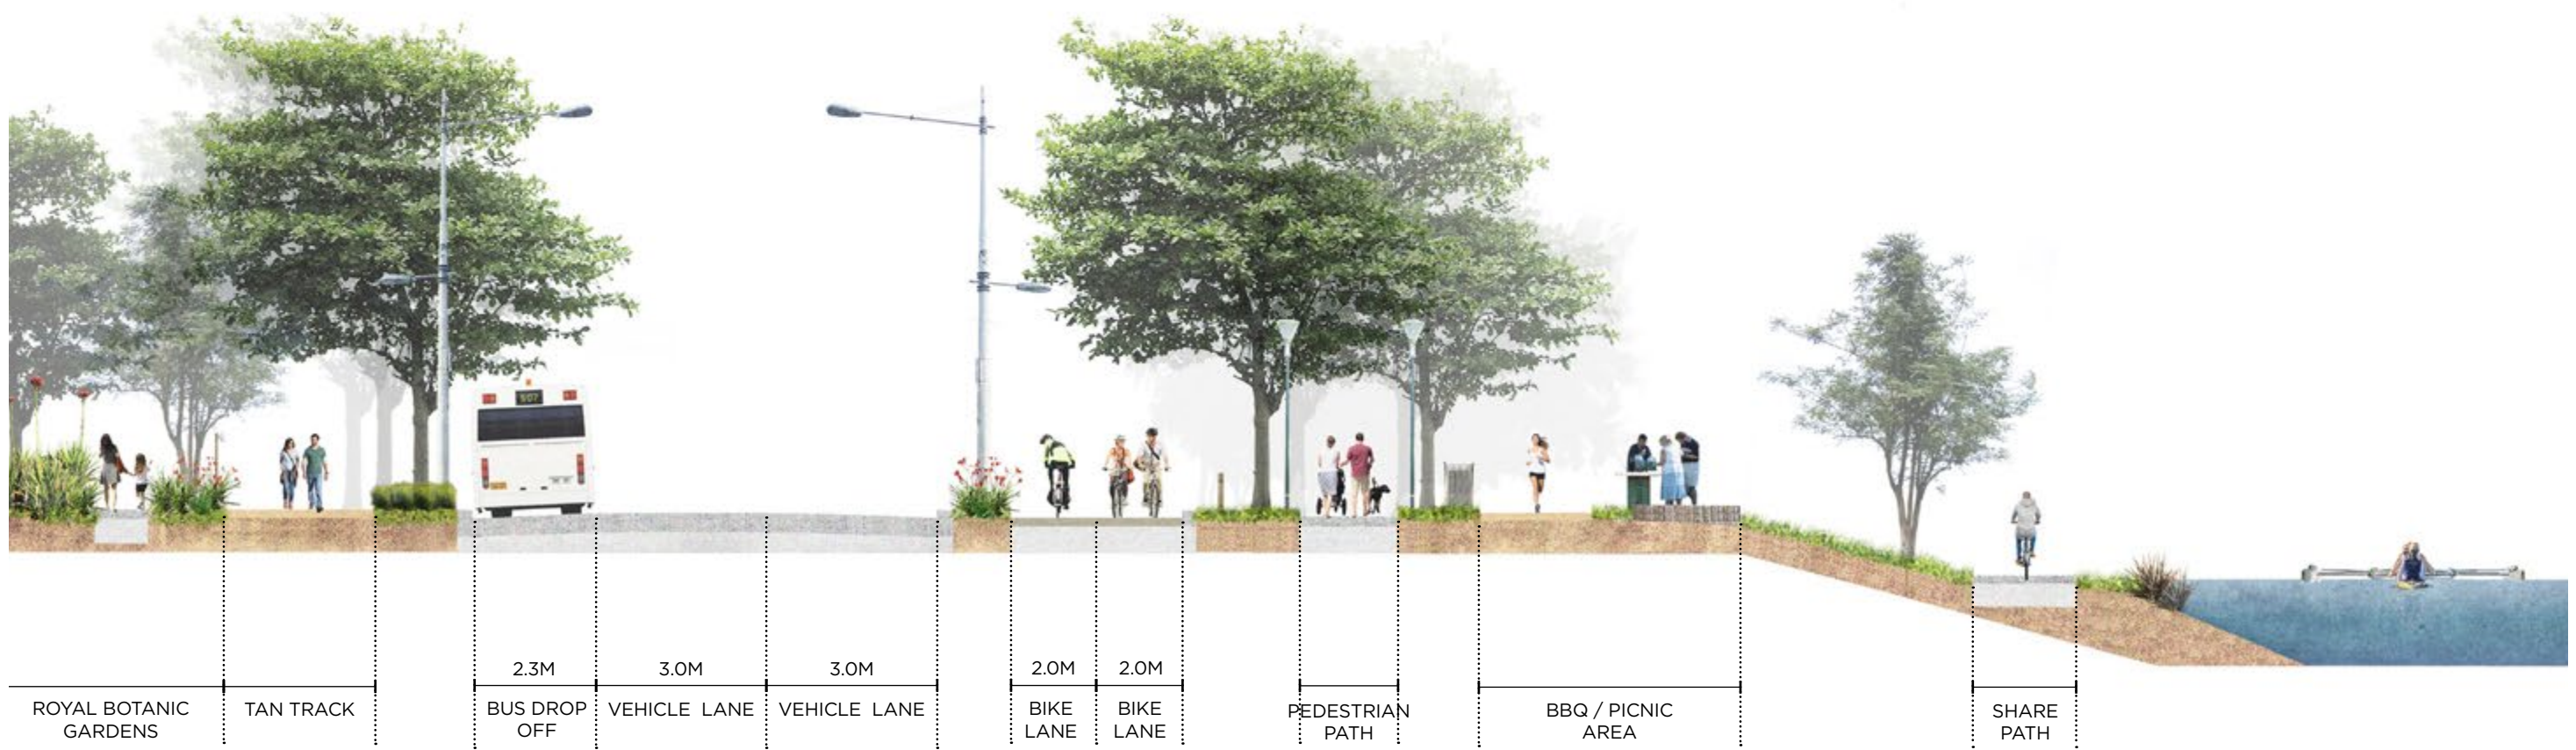 907
2.3M
3.0M
3.0M
2.0M
2.0M
ROYAL BOTANIC
GARDENS
TAN TRACK
BUS DROP
OFF
VEHICLE LANE
VEHICLE LANE
BIKE
LANE
BIKE
LANE
PEDESTRIAN
PATH
BBQ / PICNIC
AREA
SHARE
PATH